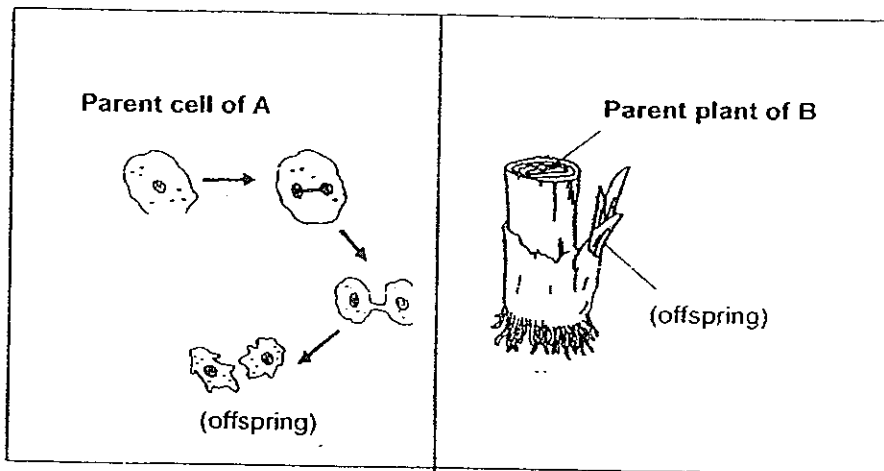 Parent cell of A
(offspring)
Parent plant of B
(offspring)